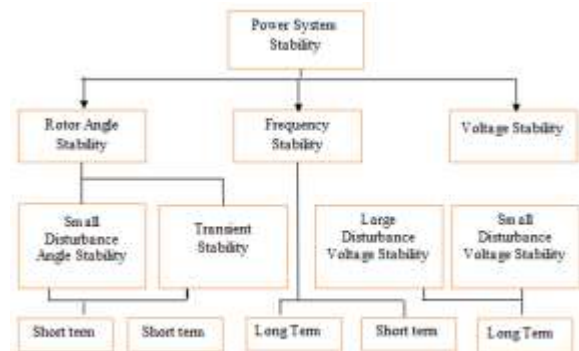 Power System
Stability
Rotor Angle
Stability
Frequency
Stability
Voltage Stability
Small
Disturbance
Angle Stability
Transient
Stability
Large
Disturbance
Voltage Stability
Small
Disturbance
Voltage Stability
Short teen
Short term
Long Term
Short term
Long Term